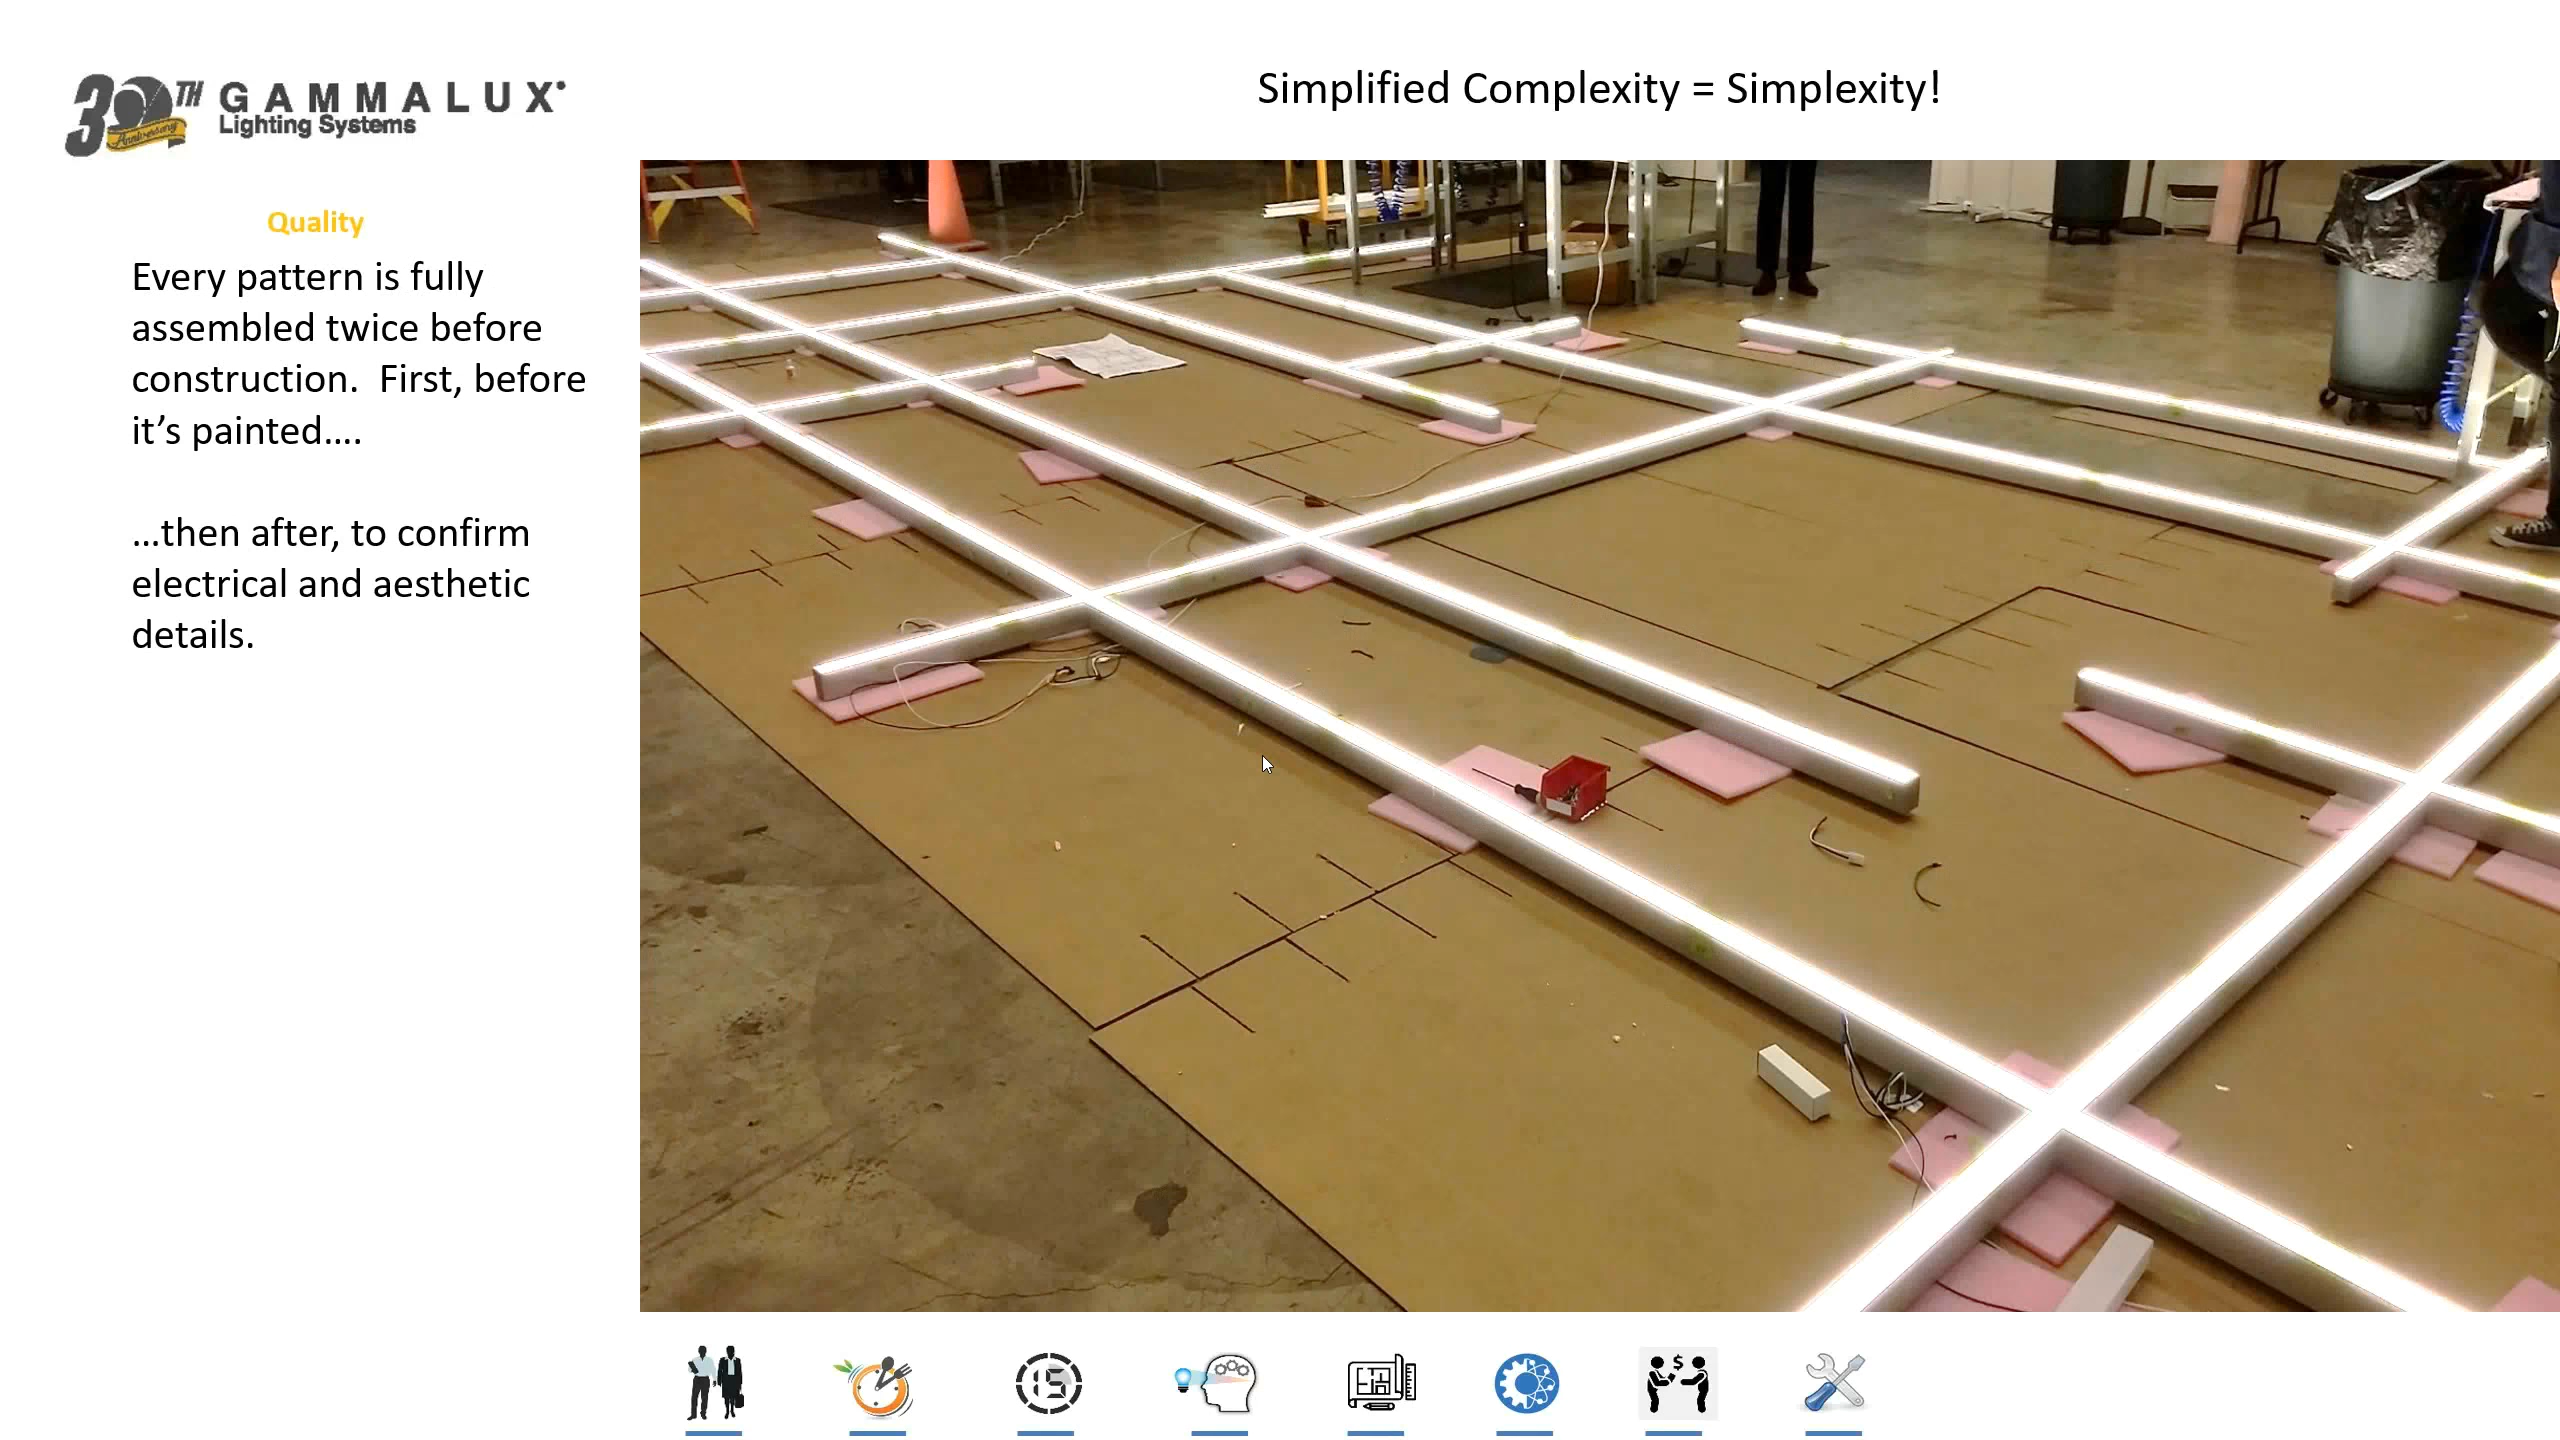 30TH
Anniversary
GAMMALUX®
Lighting Systems
Simplified Complexity = Simplexity!
Quality
Every pattern is fully
assembled twice before
construction.  First, before
it’s painted....
...then after, to confirm
electrical and aesthetic
details.
15
$